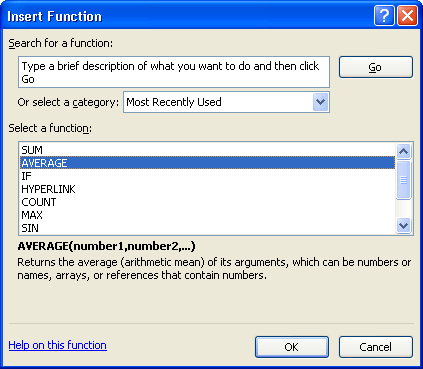 Insert Function
Search for a function:
Type a brief description of what you want to do and then click
Go
Go
Or select a category: Most Recently Used
Select a function:
SUM
AVERAGE
IF
HYPERLINK
COUNT
MAX
SIN
AVERAGE(number1,number2,...)
Returns the average (arithmetic mean) of its arguments, which can be numbers or
names, arrays, or references that contain numbers.
Help on this function
OK
Cancel